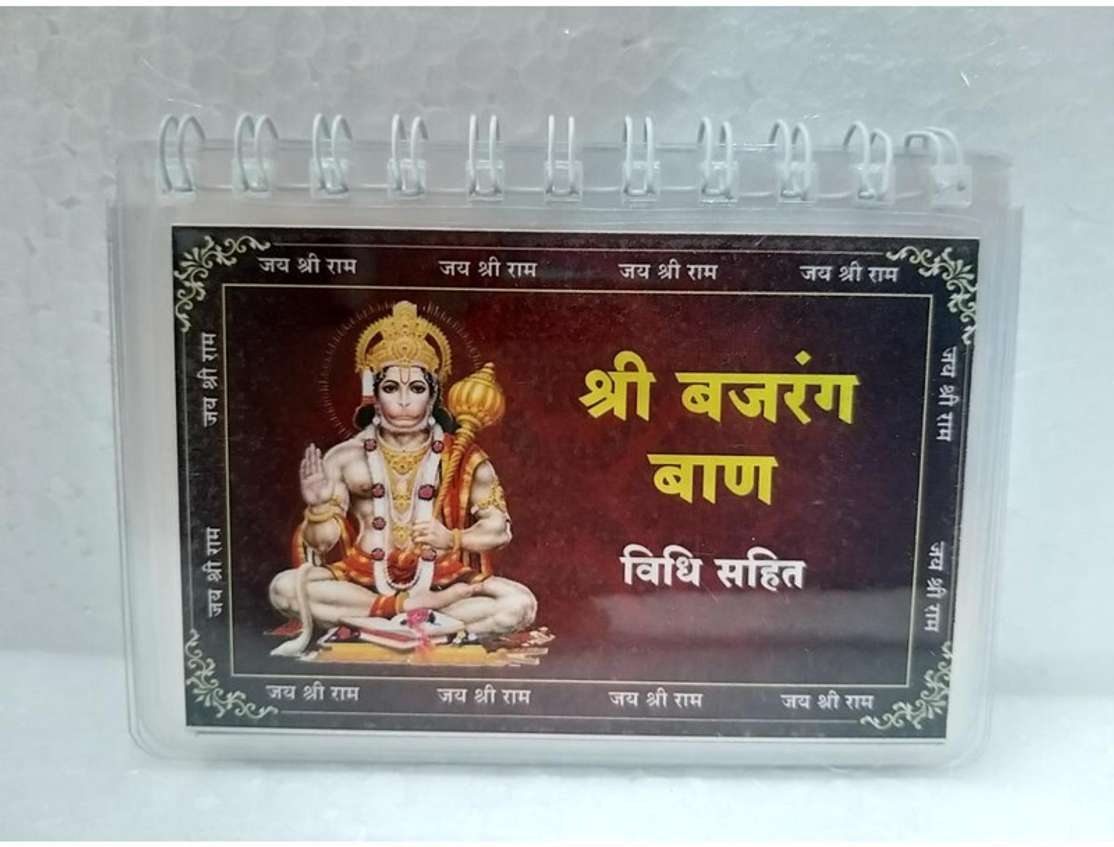 जय श्री राम जय श्री राम जय श्री राम जय श्री राम
जय श्री राम
जय श्री राम
श्री बजरंग
बाण
विधि सहित
जय श्री राम
जय श्री राम
जय श्री राम जय श्री राम जय श्री राम जय श्री राम